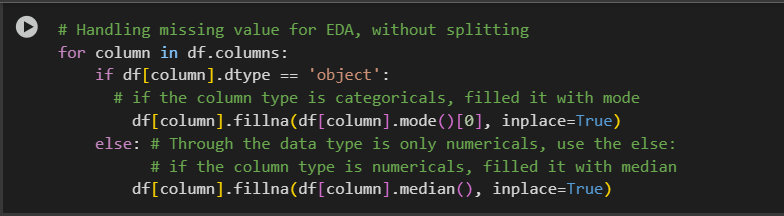 # Handling missing value for EDA, without splitting
for column in df.columns:
    if df[column].dtype == 'object':
      # if the column type is categoricals, filled it with mode
        df[column].fillna(df[column].mode()[0], inplace=True)
    else: # Through the data type is only numericals, use the else:
          # if the column type is numericals, filled it with median
        df[column].fillna(df[column].median(), inplace=True)